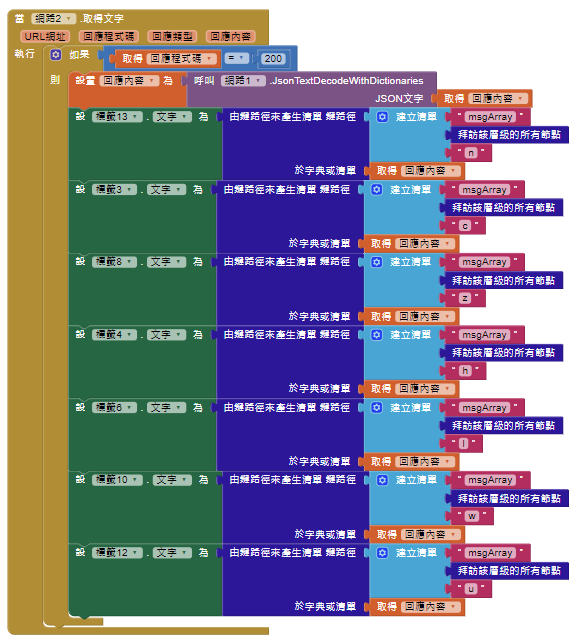 當 網路2 .取得文字
URL網址 回應程式碼 回應類型 回應內容
執行 如果 取得 回應程式碼 = 200
則 設置 回應內容 為 呼叫 網路1 .JsonTextDecodeWithDictionaries
JSON文字 取得 回應內容
設 標籤13 . 文字 為 由鍵路徑來產生清單 鍵路徑 建立清單 " msgArray "
拜訪該層級的所有節點
" n "
於字典或清單 取得 回應內容
設 標籤3 . 文字 為 由鍵路徑來產生清單 鍵路徑 建立清單 " msgArray "
拜訪該層級的所有節點
" c "
於字典或清單 取得 回應內容
設 標籤8 . 文字 為 由鍵路徑來產生清單 鍵路徑 建立清單 " msgArray "
拜訪該層級的所有節點
" z "
於字典或清單 取得 回應內容
設 標籤4 . 文字 為 由鍵路徑來產生清單 鍵路徑 建立清單 " msgArray "
拜訪該層級的所有節點
" h "
於字典或清單 取得 回應內容
設 標籤6 . 文字 為 由鍵路徑來產生清單 鍵路徑 建立清單 " msgArray "
拜訪該層級的所有節點
" l "
於字典或清單 取得 回應內容
設 標籤10 . 文字 為 由鍵路徑來產生清單 鍵路徑 建立清單 " msgArray "
拜訪該層級的所有節點
" w "
於字典或清單 取得 回應內容
設 標籤12 . 文字 為 由鍵路徑來產生清單 鍵路徑 建立清單 " msgArray "
拜訪該層級的所有節點
" u "
於字典或清單 取得 回應內容